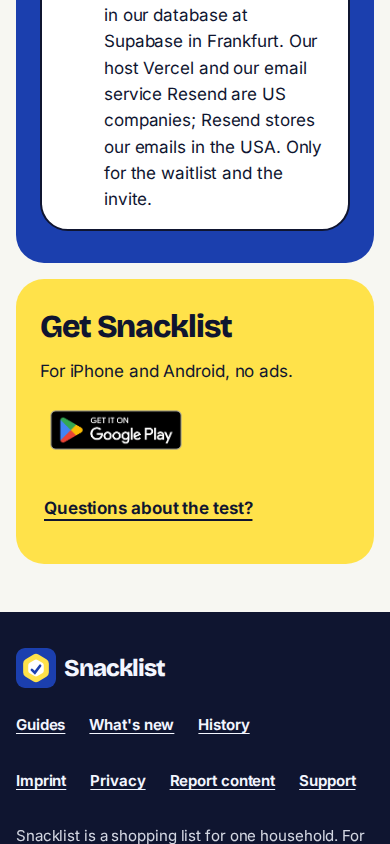 in our database at
Supabase in Frankfurt. Our
host Vercel and our email
service Resend are US
companies; Resend stores
our emails in the USA. Only
for the waitlist and the
invite.
Get Snacklist
For iPhone and Android, no ads.
GET IT ON
Google Play
Questions about the test?
Snacklist
Guides What's new History
Imprint Privacy Report content Support
Snacklist is a shopping list for one household. For